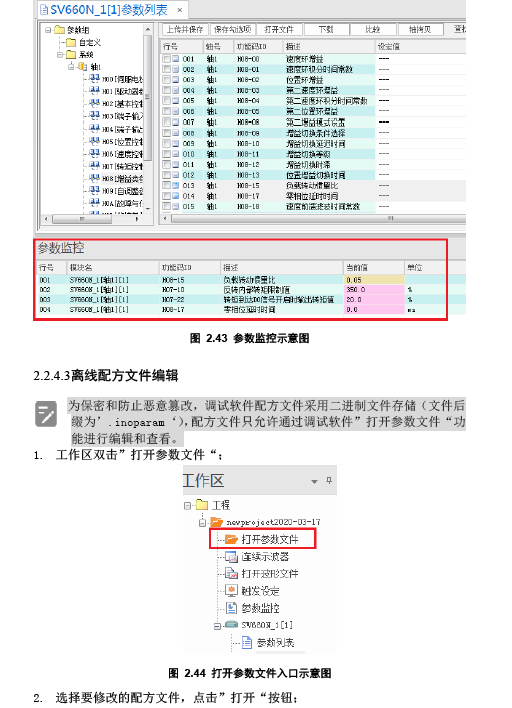 SV660N_1[1]参数列表 ×
参数组
自定义
系统
轴1
H00[伺服电机
H01[驱动器参
H02[基本控制
H03[端子输入
H04[端子输出
H05[位置控制
H06[速度控制
H07[转矩控制
H08[增益类参
H09[自调整参
H0A[故障与保
上传并保存 保存勾选项 打开文件 下载 比较 轴拷贝 查找
行号 轴号 功能码ID 描述 设定值
001 轴1 H08-00 速度环增益 ---
002 轴1 H08-01 速度环积分时间常数 ---
003 轴1 H08-02 位置环增益 ---
004 轴1 H08-03 第二速度环增益 ---
005 轴1 H08-04 第二速度环积分时间常数 ---
006 轴1 H08-05 第二位置环增益 ---
007 轴1 H08-08 第二增益模式设置 ---
008 轴1 H08-09 增益切换条件选择 ---
009 轴1 H08-10 增益切换延迟时间 ---
010 轴1 H08-11 增益切换等级 ---
011 轴1 H08-12 增益切换时滞 ---
012 轴1 H08-13 位置增益切换时间 ---
013 轴1 H08-15 负载转动惯量比 ---
014 轴1 H08-17 零相位延时时间 ---
015 轴1 H08-18 速度前馈滤波时间常数 ---
参数监控
行号 模块名 功能码ID 描述 当前值 单位
001 SV660N_1[轴1][1] H08-15 负载转动惯量比 0.05
002 SV660N_1[轴1][1] H07-10 反转内部转矩限制值 350.0 %
003 SV660N_1[轴1][1] H07-22 转矩到达DO信号开启时输出转矩值 20.0 %
004 SV660N_1[轴1][1] H08-17 零相位延时时间 0.0 ms
图 2.43 参数监控示意图
2.2.4.3离线配方文件编辑
为保密和防止恶意篡改，调试软件配方文件采用二进制文件存储（文件后
缀为’.inoparam‘），配方文件只允许通过调试软件”打开参数文件“功
能进行编辑和查看。
1. 工作区双击”打开参数文件“；
工作区
工程
newproject2020-03-17
打开参数文件
连续示波器
打开波形文件
触发设定
参数监控
SV660N_1[1]
参数列表
图 2.44 打开参数文件入口示意图
2. 选择要修改的配方文件，点击”打开“按钮；